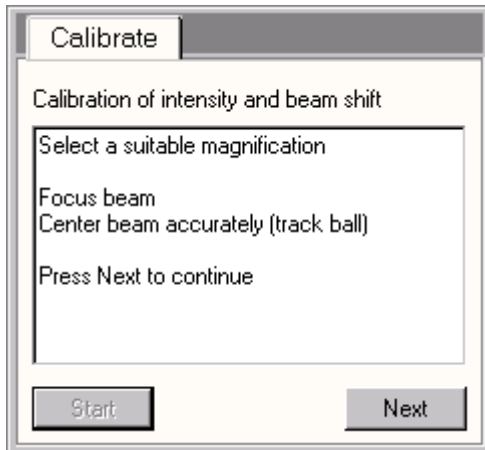 Calibrate
Calibration of intensity and beam shift
Select a suitable magnification
Focus beam
Center beam accurately (track ball)
Press Next to continue
Start
Next